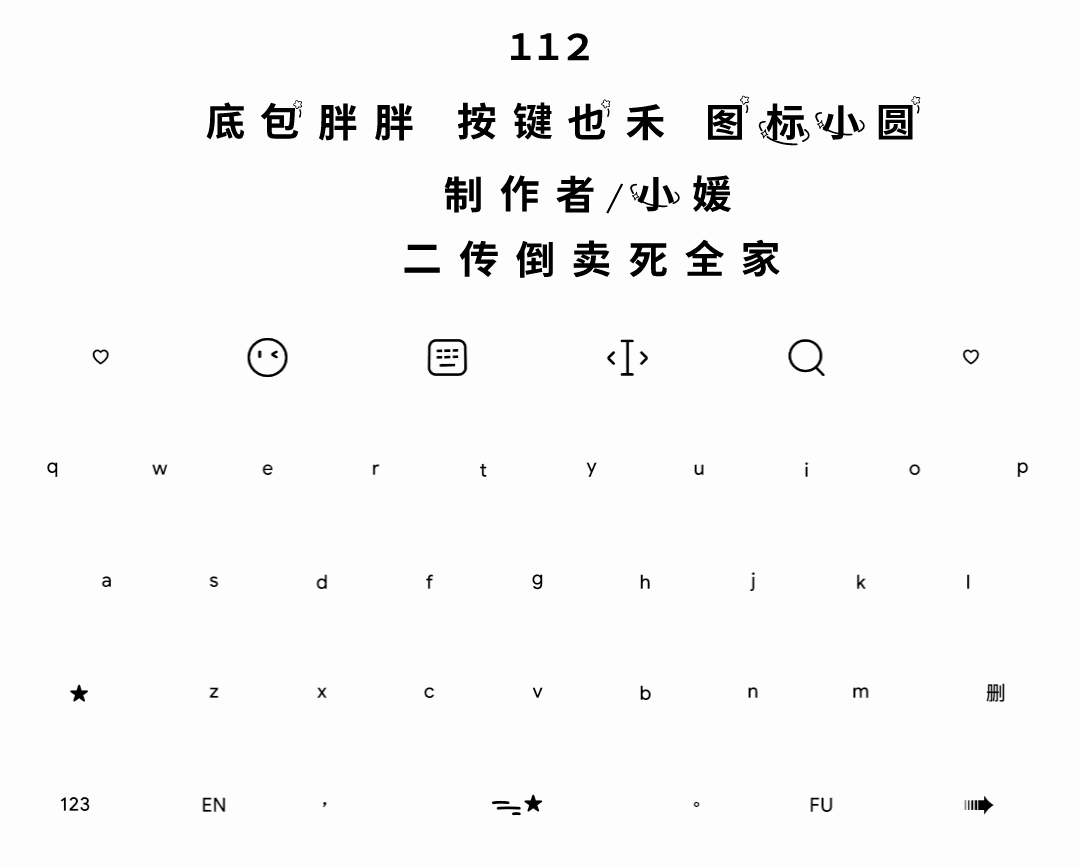 112
底包胖胖 按键也禾 图标小圆
制作者/小媛
二传倒卖死全家
q w e r t y u i o p
a s d f g h j k l
z x c v b n m 删
123 EN , 。 FU